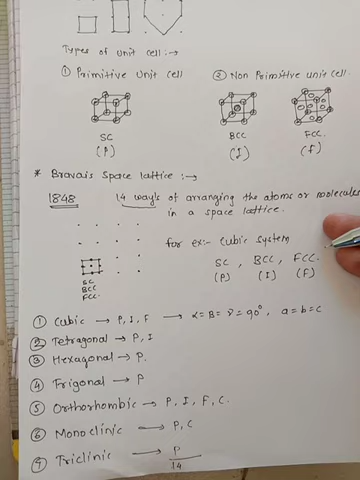 Types of unit cell :→
① Primitive Unit cell ② Non Primitive unit cell.
SC BCC FCC.
(P) (I) (F)
* Bravais Space lattice :→
1848 14 way's of arranging the atoms or molecules
in a space lattice.
for ex:- Cubic System
SC , BCC , FCC.
(P) (I) (F)
SC
BCC
FCC.
① Cubic → P, I, F → α = B = γ = 90°, a = b = c
② Tetragonal → P, I
③ Hexagonal → P.
④ Trigonal → P
⑤ Orthorhombic → P, I, F, C.
⑥ Monoclinic → P, C
⑦ Triclinic → P
14